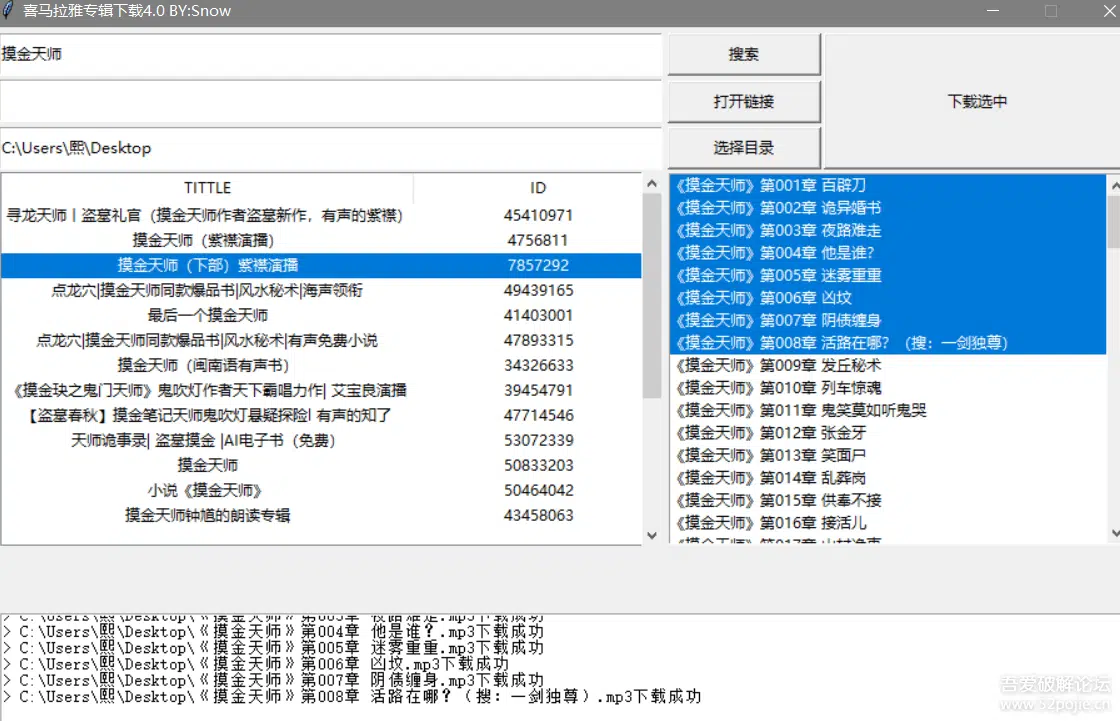 喜马拉雅专辑下载4.0 BY:Snow
摸金天师
搜索
打开链接
下载选中
C:\Users\熙\Desktop
选择目录
TITTLE ID
寻龙天师丨盗墓礼官（摸金天师作者盗墓新作，有声的紫襟） 45410971
摸金天师（紫襟演播） 4756811
摸金天师（下部）紫襟演播 7857292
点龙穴|摸金天师同款爆品书|风水秘术|海声领衔 49439165
最后一个摸金天师 41403001
点龙穴|摸金天师同款爆品书|风水秘术|有声免费小说 47893315
摸金天师（闽南语有声书） 34326633
《摸金玦之鬼门天师》鬼吹灯作者天下霸唱力作| 艾宝良演播 39454791
【盗墓春秋】摸金笔记天师鬼吹灯悬疑探险| 有声的知了 47714546
天师诡事录| 盗墓摸金 |AI电子书（免费） 53072339
摸金天师 50833203
小说《摸金天师》 50464042
摸金天师钟馗的朗读专辑 43458063
《摸金天师》第001章 百辟刀
《摸金天师》第002章 诡异婚书
《摸金天师》第003章 夜路难走
《摸金天师》第004章 他是谁？
《摸金天师》第005章 迷雾重重
《摸金天师》第006章 凶坟
《摸金天师》第007章 阴债缠身
《摸金天师》第008章 活路在哪？（搜：一剑独尊）
《摸金天师》第009章 发丘秘术
《摸金天师》第010章 列车惊魂
《摸金天师》第011章 鬼笑莫如听鬼哭
《摸金天师》第012章 张金牙
《摸金天师》第013章 笑面尸
《摸金天师》第014章 乱葬岗
《摸金天师》第015章 供奉不接
《摸金天师》第016章 接活儿
《摸金天师》第017章 山村诡事
> C:\Users\熙\Desktop\《摸金天师》第003章 夜路难走.mp3下载成功
> C:\Users\熙\Desktop\《摸金天师》第004章 他是谁？.mp3下载成功
> C:\Users\熙\Desktop\《摸金天师》第005章 迷雾重重.mp3下载成功
> C:\Users\熙\Desktop\《摸金天师》第006章 凶坟.mp3下载成功
> C:\Users\熙\Desktop\《摸金天师》第007章 阴债缠身.mp3下载成功
> C:\Users\熙\Desktop\《摸金天师》第008章 活路在哪？（搜：一剑独尊）.mp3下载成功
吾爱破解论坛
www.52pojie.cn